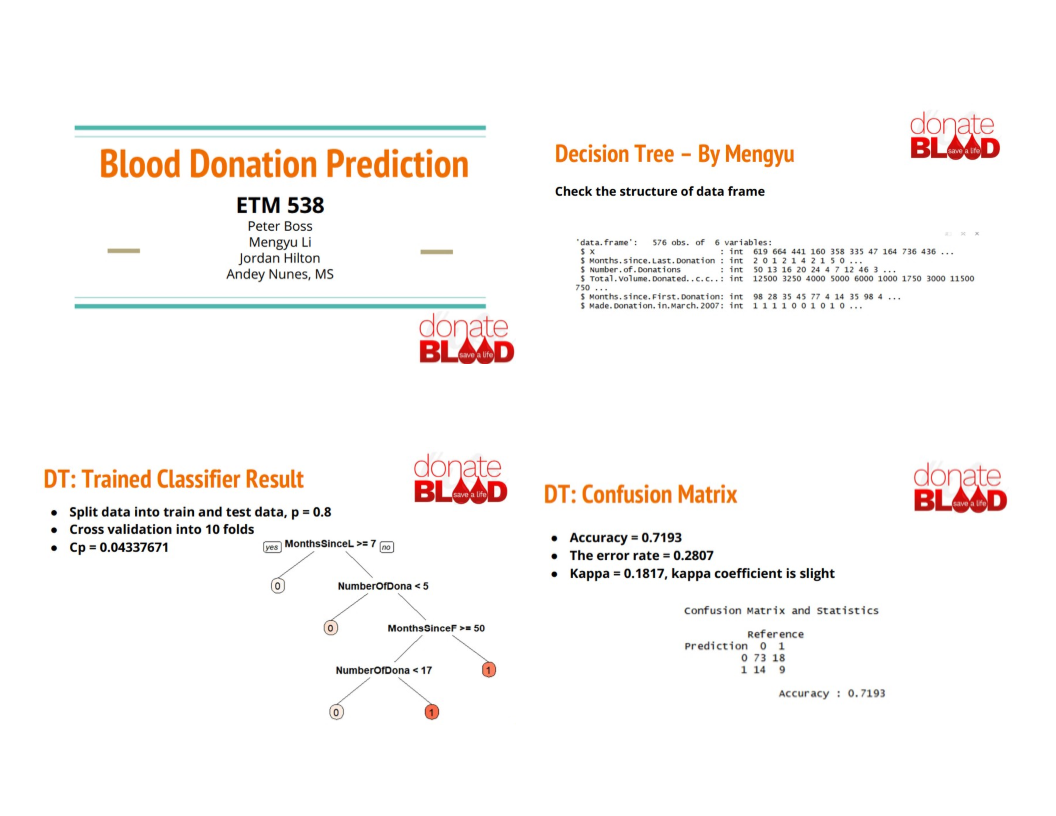 Blood Donation Prediction
ETM 538
Peter Boss
Mengyu Li
Jordan Hilton
Andey Nunes, MS
donate
BLOOD
save a life
Decision Tree – By Mengyu
donate
BLOOD
save a life
Check the structure of data frame
'data.frame': 576 obs. of 6 variables:
$ X : int 619 664 441 160 358 335 47 164 736 436 ...
$ Months.since.Last.Donation : int 2 0 1 2 1 4 2 1 5 0 ...
$ Number.of.Donations : int 50 13 16 20 24 4 7 12 46 3 ...
$ Total.Volume.Donated..c.c..: int 12500 3250 4000 5000 6000 1000 1750 3000 11500
750 ...
$ Months.since.First.Donation: int 98 28 35 45 77 4 14 35 98 4 ...
$ Made.Donation.in.March.2007: int 1 1 1 1 0 0 1 0 1 0 ...
DT: Trained Classifier Result
donate
BLOOD
save a life
● Split data into train and test data, p = 0.8
● Cross validation into 10 folds
● Cp = 0.04337671
yes MonthsSinceL >= 7 no
0 NumberOfDona < 5
0 MonthsSinceF >= 50
NumberOfDona < 17 1
0 1
DT: Confusion Matrix
donate
BLOOD
save a life
● Accuracy = 0.7193
● The error rate = 0.2807
● Kappa = 0.1817, kappa coefficient is slight
Confusion Matrix and Statistics
Reference
Prediction 0 1
0 73 18
1 14 9
Accuracy : 0.7193